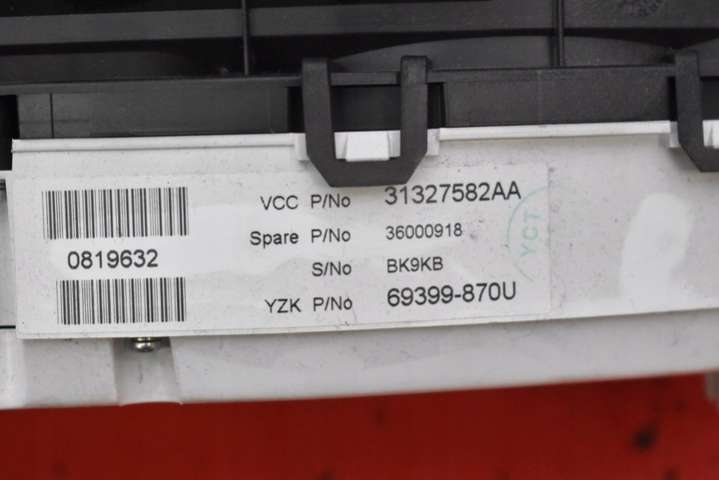 0819632
VCC P/No 31327582AA
Spare P/No 36000918
S/No BK9KB
YZK P/No 69399-870U
YCT